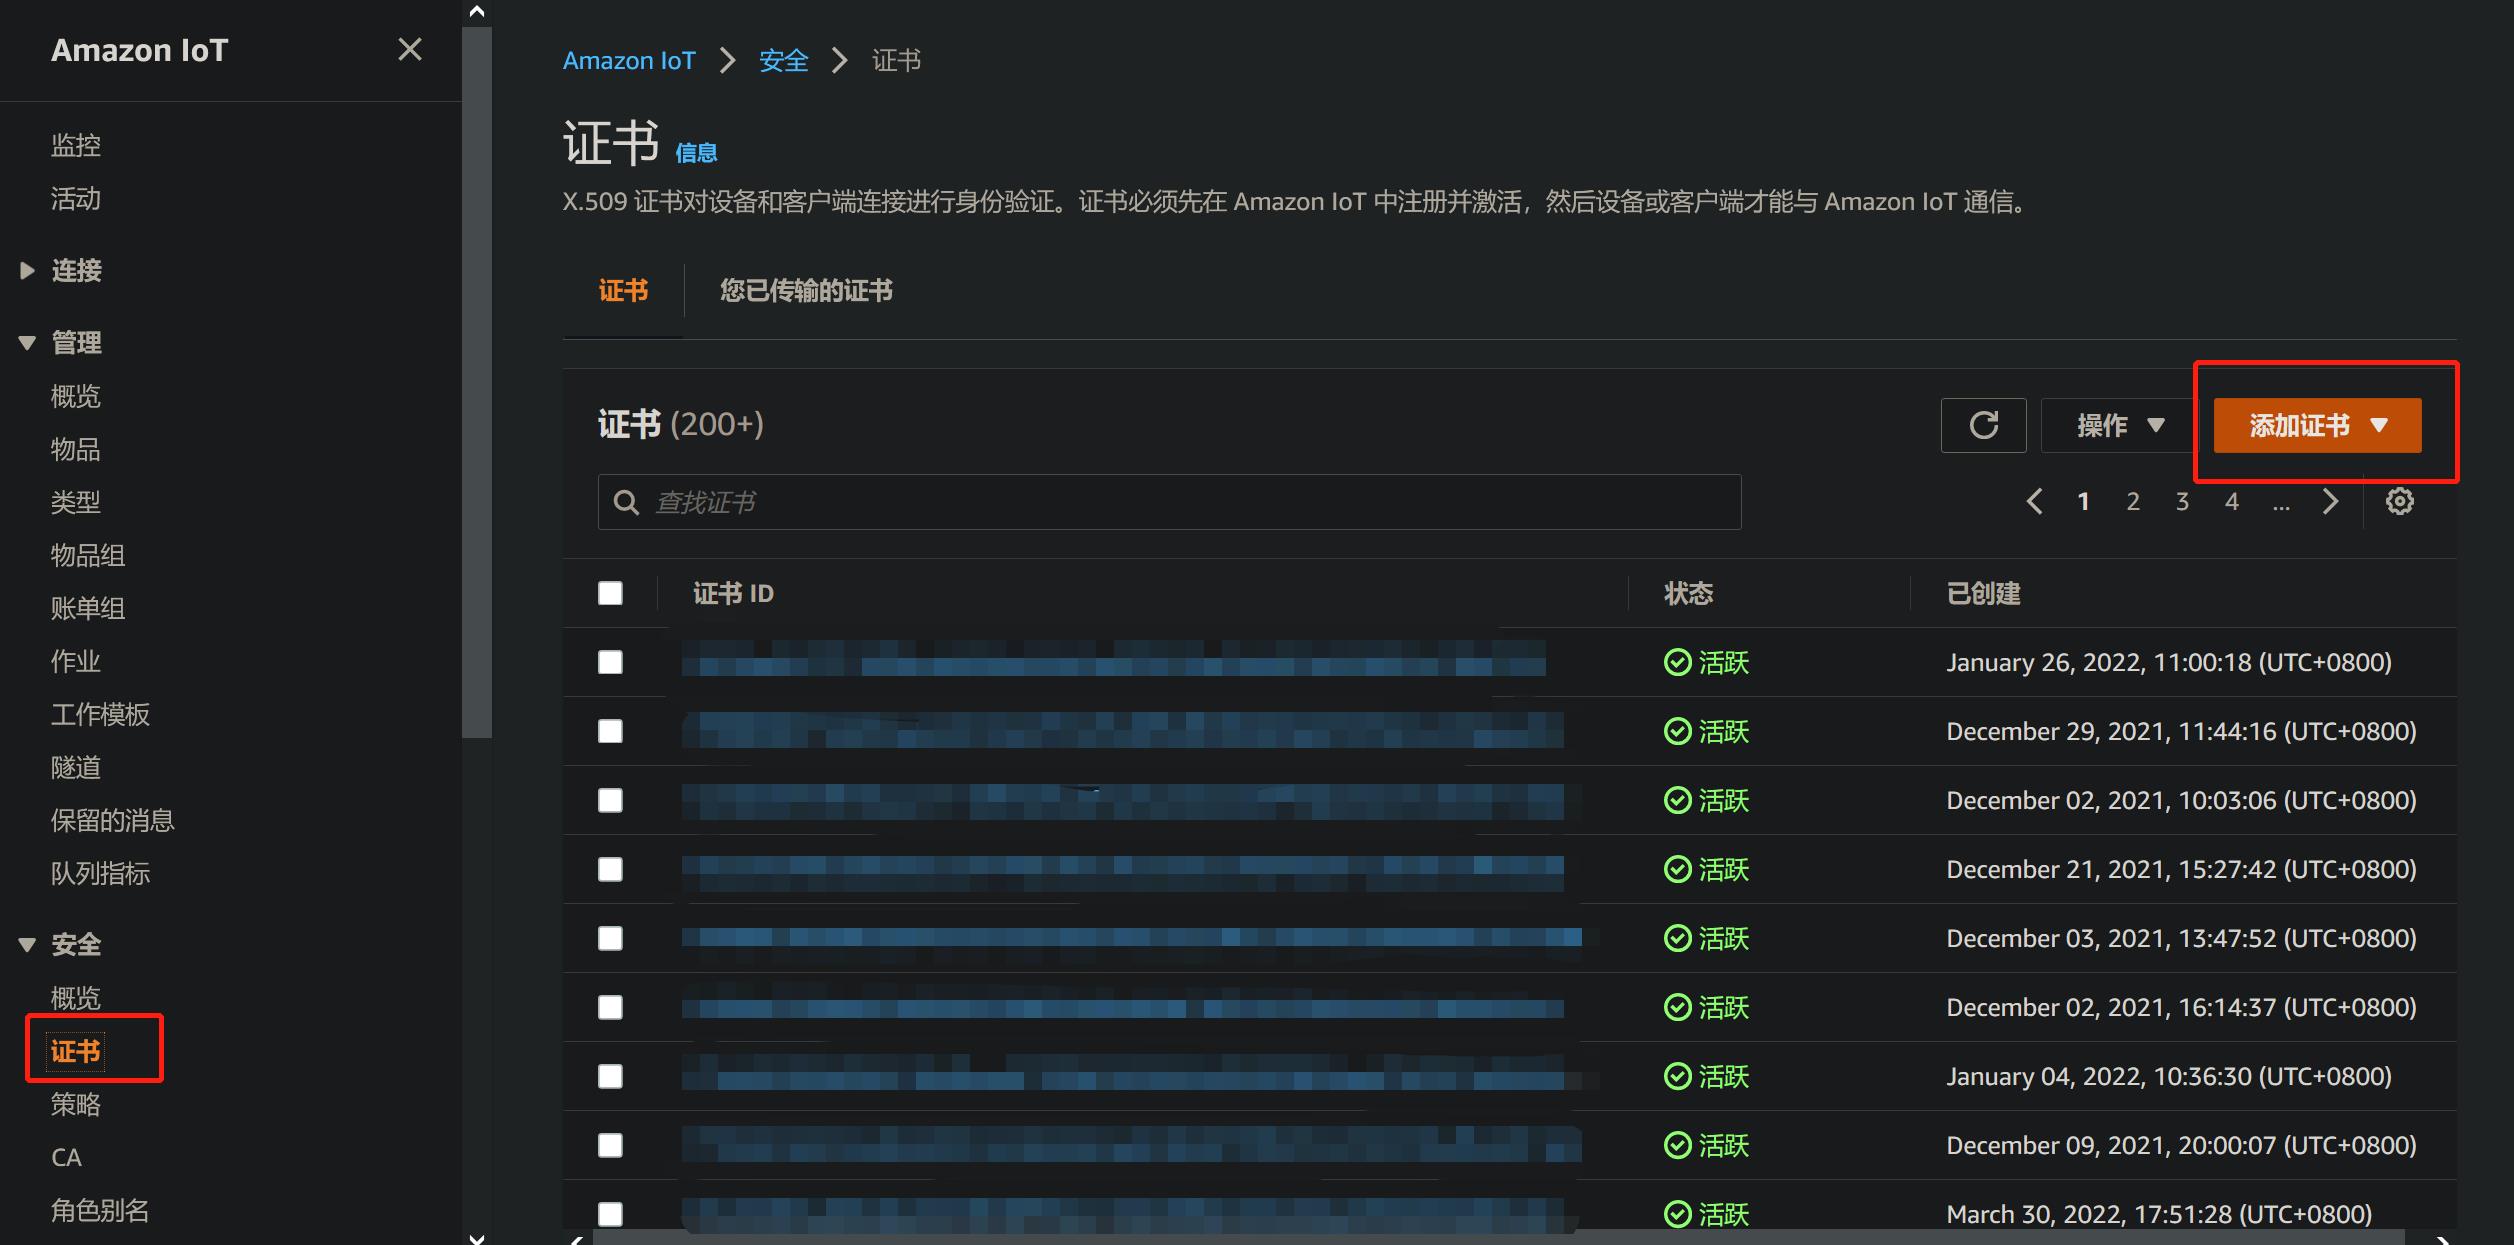 Amazon IoT
监控
活动
连接
管理
概览
物品
类型
物品组
账单组
作业
工作模板
隧道
保留的消息
队列指标
安全
概览
证书
策略
CA
角色别名
Amazon IoT 安全 证书
证书 信息
X.509 证书对设备和客户端连接进行身份验证。证书必须先在 Amazon IoT 中注册并激活，然后设备或客户端才能与 Amazon IoT 通信。
证书 您已传输的证书
证书 (200+) 操作 添加证书
查找证书 1 2 3 4 ...
证书 ID 状态 已创建
活跃 January 26, 2022, 11:00:18 (UTC+0800)
活跃 December 29, 2021, 11:44:16 (UTC+0800)
活跃 December 02, 2021, 10:03:06 (UTC+0800)
活跃 December 21, 2021, 15:27:42 (UTC+0800)
活跃 December 03, 2021, 13:47:52 (UTC+0800)
活跃 December 02, 2021, 16:14:37 (UTC+0800)
活跃 January 04, 2022, 10:36:30 (UTC+0800)
活跃 December 09, 2021, 20:00:07 (UTC+0800)
活跃 March 30, 2022, 17:51:28 (UTC+0800)